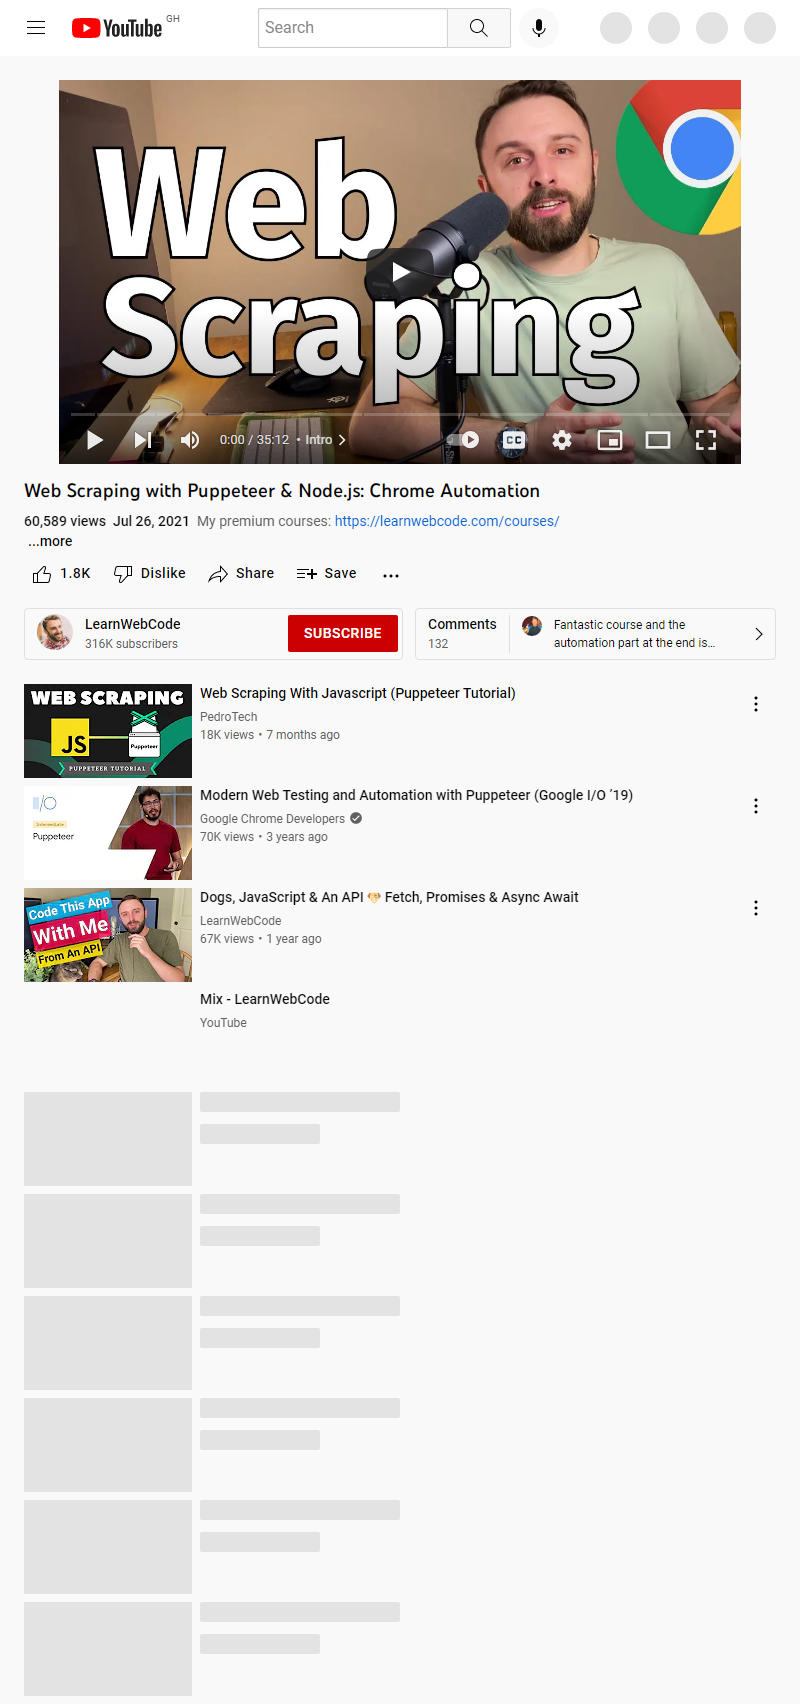 YouTube GH
Search
Web
Scraping
0:00 / 35:12 • Intro
CC
Web Scraping with Puppeteer & Node.js: Chrome Automation
60,589 views Jul 26, 2021 My premium courses: https://learnwebcode.com/courses/
...more
1.8K Dislike Share Save
LearnWebCode
316K subscribers
SUBSCRIBE
Comments
132
Fantastic course and the
automation part at the end is...
WEB SCRAPING
JS
Puppeteer
PUPPETEER TUTORIAL
Web Scraping With Javascript (Puppeteer Tutorial)
PedroTech
18K views • 7 months ago
I/O
Intermediate
Puppeteer
Modern Web Testing and Automation with Puppeteer (Google I/O ’19)
Google Chrome Developers
70K views • 3 years ago
Code This App
With Me
From An API
Dogs, JavaScript & An API 🐶 Fetch, Promises & Async Await
LearnWebCode
67K views • 1 year ago
Mix - LearnWebCode
YouTube